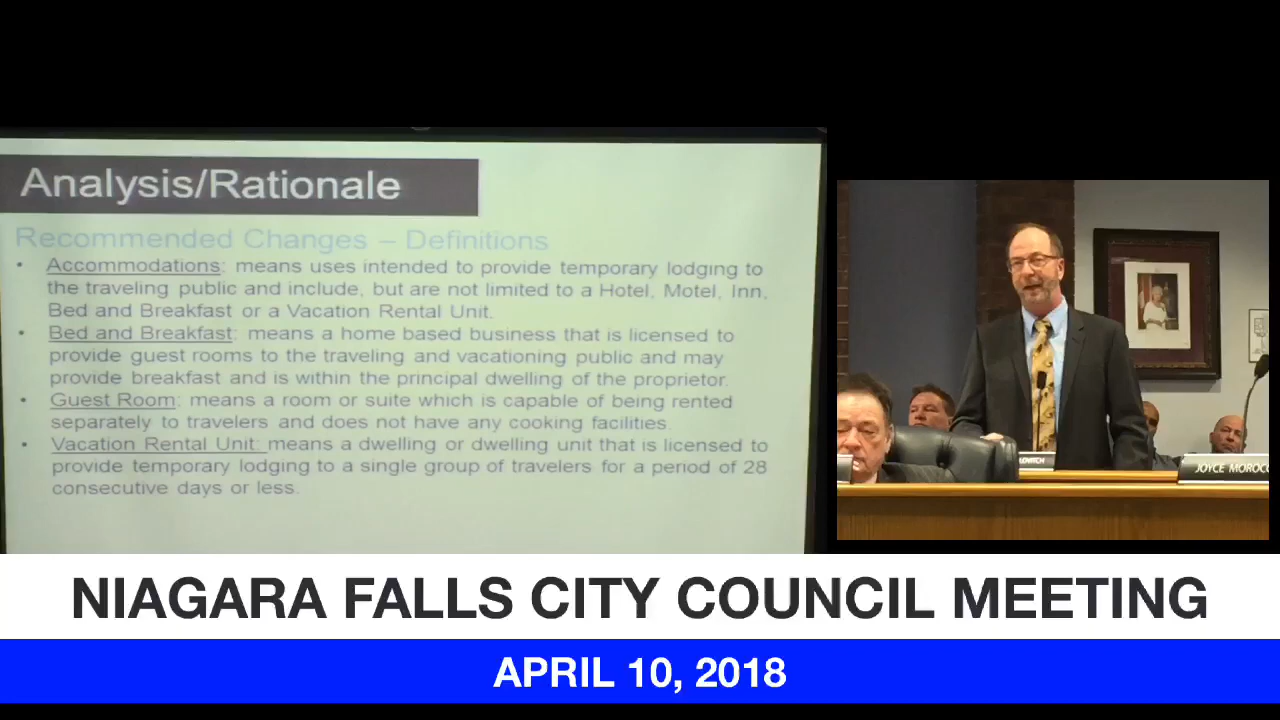 Analysis/Rationale
Recommended Changes – Definitions
• Accommodations: means uses intended to provide temporary lodging to
the traveling public and include, but are not limited to a Hotel, Motel, Inn,
Bed and Breakfast or a Vacation Rental Unit.
• Bed and Breakfast: means a home based business that is licensed to
provide guest rooms to the traveling and vacationing public and may
provide breakfast and is within the principal dwelling of the proprietor.
• Guest Room: means a room or suite which is capable of being rented
separately to travelers and does not have any cooking facilities.
• Vacation Rental Unit: means a dwelling or dwelling unit that is licensed to
provide temporary lodging to a single group of travelers for a period of 28
consecutive days or less.
JOYCE MOROC
NIAGARA FALLS CITY COUNCIL MEETING
APRIL 10, 2018